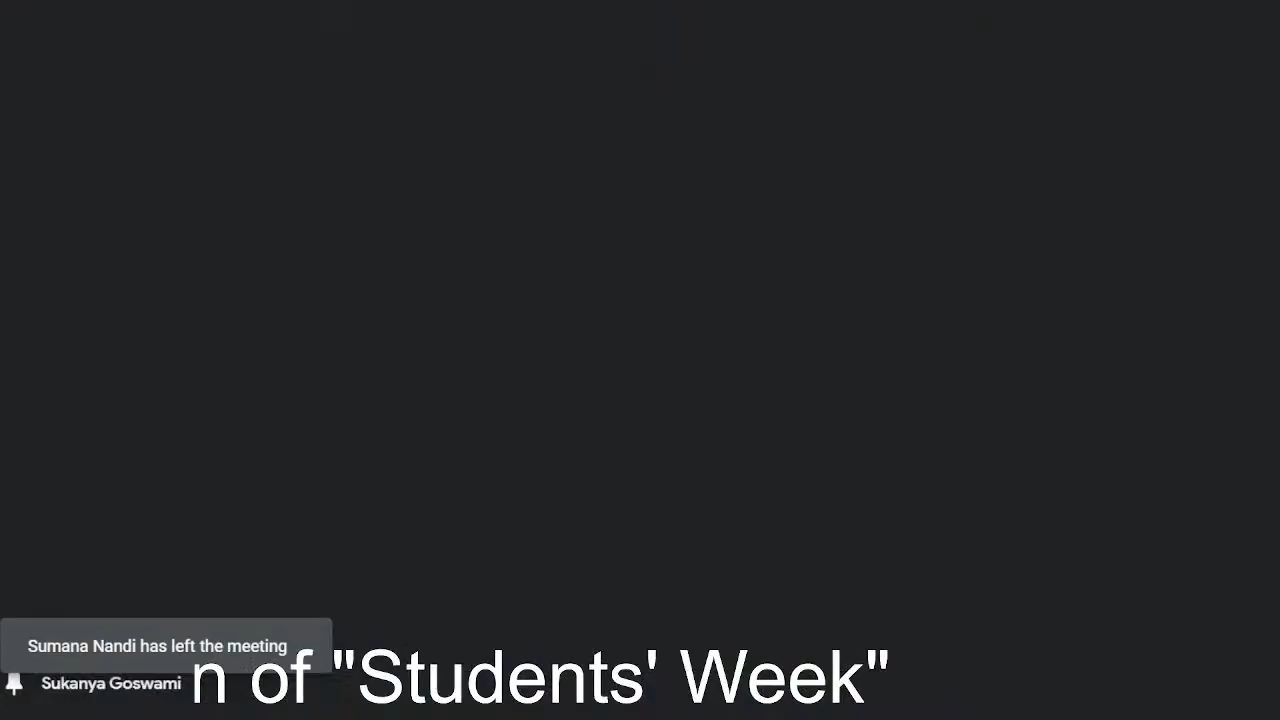 Sumana Nandi has left the meeting
Sukanya Goswami
n of "Students' Week"